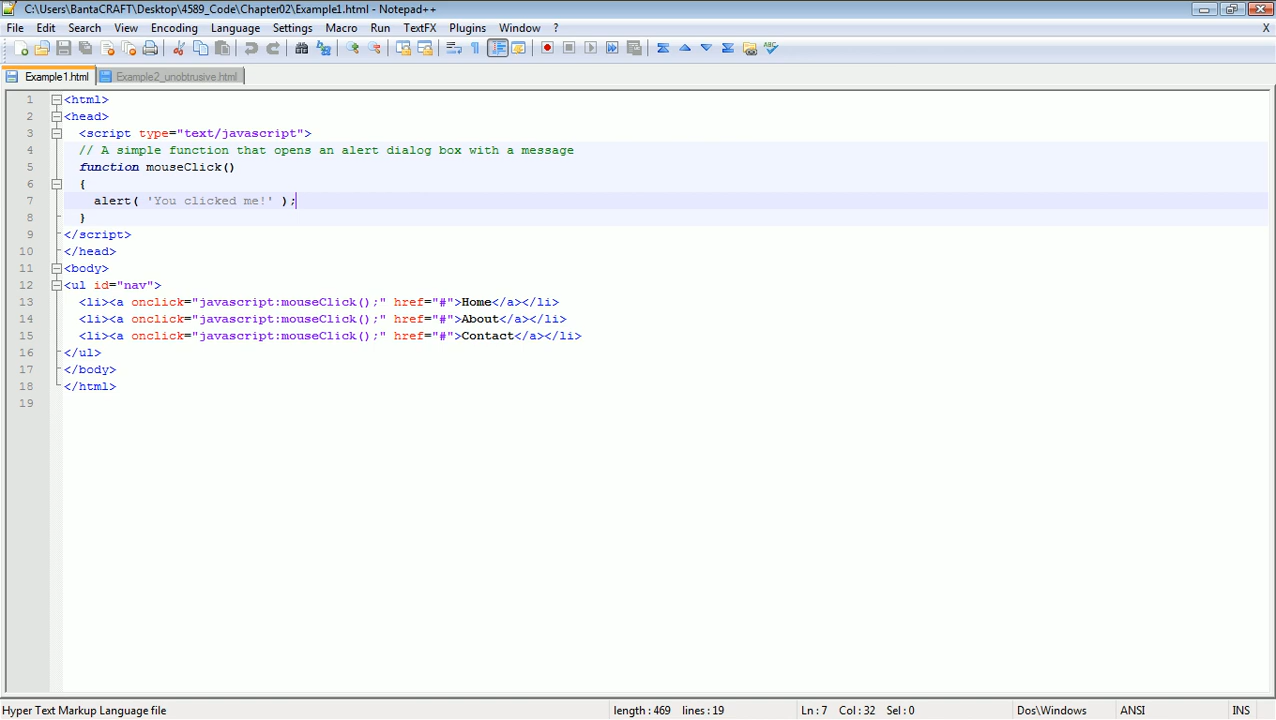 C:\Users\BantaCRAFT\Desktop\4589_Code\Chapter02\Example1.html - Notepad++
File Edit Search View Encoding Language Settings Macro Run TextFX Plugins Window ? X
Example1.html Example2_unobtrusive.html
1 <html>
2 <head>
3 <script type="text/javascript">
4 // A simple function that opens an alert dialog box with a message
5 function mouseClick()
6 {
7 alert( 'You clicked me!' );
8 }
9 </script>
10 </head>
11 <body>
12 <ul id="nav">
13 <li><a onclick="javascript:mouseClick();" href="#">Home</a></li>
14 <li><a onclick="javascript:mouseClick();" href="#">About</a></li>
15 <li><a onclick="javascript:mouseClick();" href="#">Contact</a></li>
16 </ul>
17 </body>
18 </html>
19
Hyper Text Markup Language file length : 469 lines : 19 Ln : 7 Col : 32 Sel : 0 Dos\Windows ANSI INS